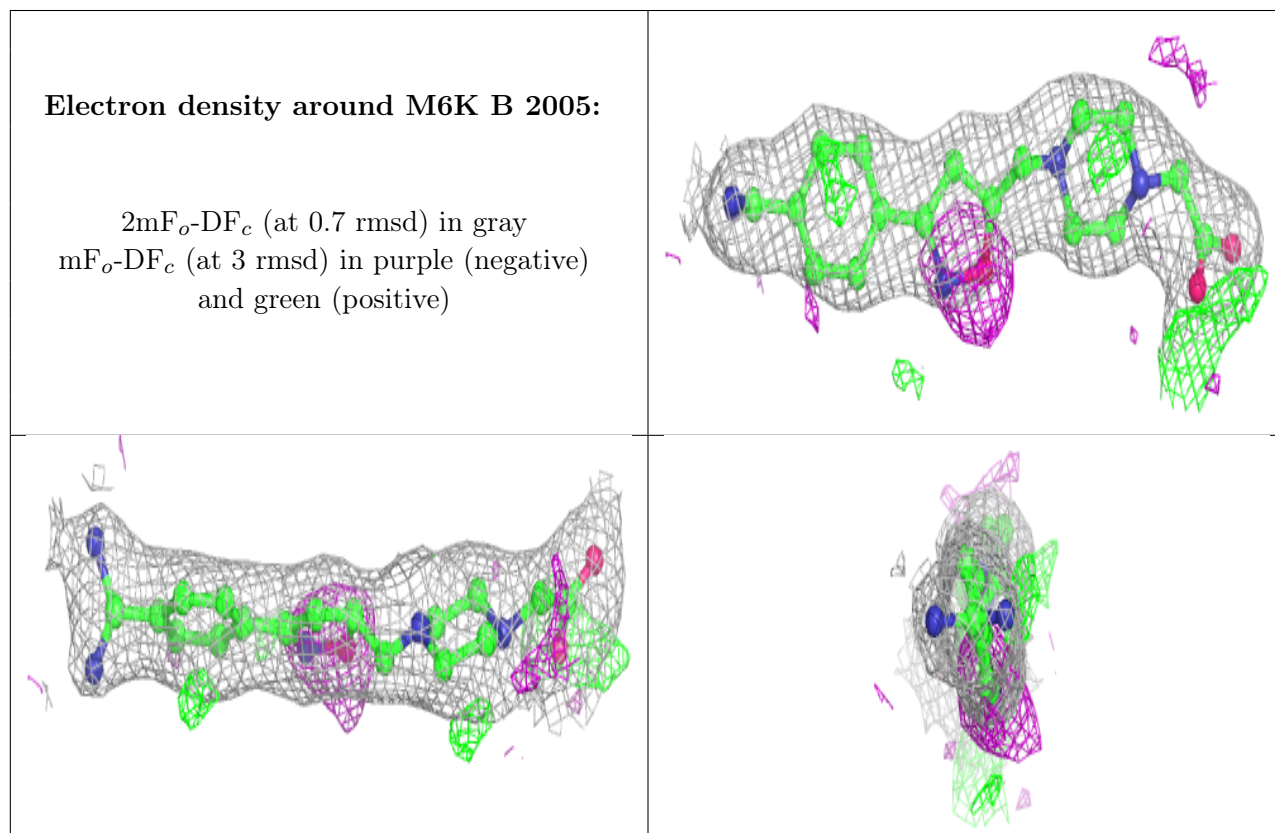 Electron density around M6K B 2005:
2mFo-DFc (at 0.7 rmsd) in gray
mFo-DFc (at 3 rmsd) in purple (negative)
and green (positive)